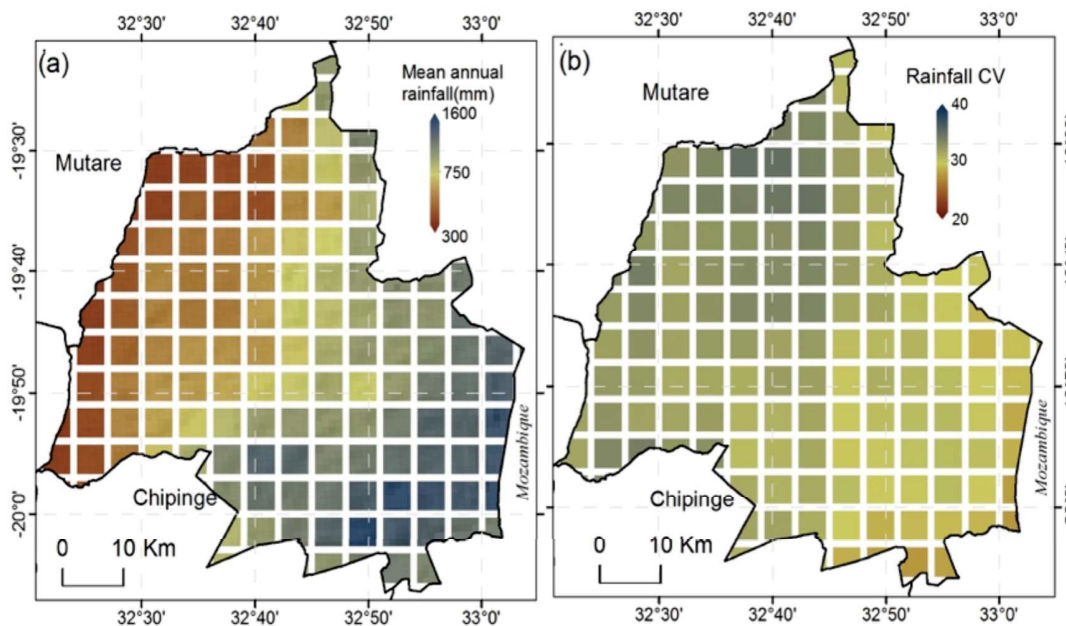 32°30' 32°40' 32°50' 33°0' 32°30' 32°40' 32°50' 33°0'
(a) (b)
Mean annual
rainfall(mm)
Rainfall CV
1600
40
Mutare
-19°30'
750
30
Mutare
300
20
-19°40'
-19°50'
Mozambique
Mozambique
Chipinge
Chipinge
-20°0'
0 10 Km
0 10 Km
32°30' 32°40' 32°50' 33°0' 32°30' 32°40' 32°50' 33°0'